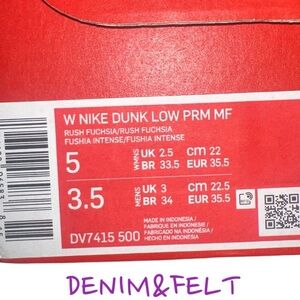 W NIKE DUNK LOW PRM MF
RUSH FUCHSIA/RUSH FUCHSIA
FUSHIA INTENSE/FUSHIA INTENSE
5 WMNS UK 2.5 cm 22
BR 33.5 EUR 35.5
3.5 MENS UK 3 cm 22.5
BR 34 EUR 35.5
DV7415 500
MADE IN INDONESIA/
FABRIQUE EN INDONESIE/
FABRICADO NA INDONESIA/
HECHO EN INDONESIA
DENIM&FELT